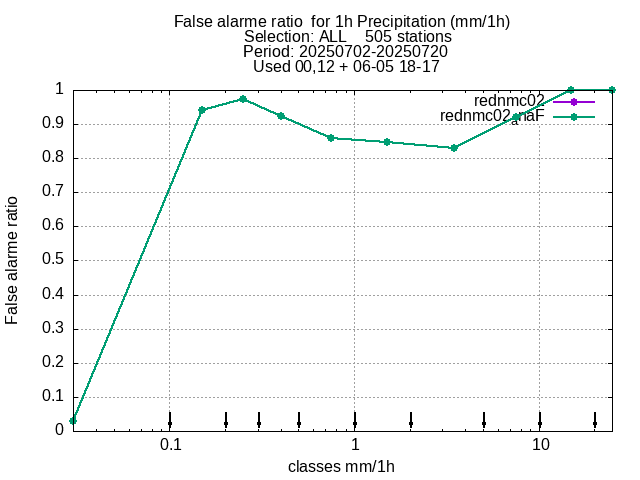 False alarme ratio  for 1h Precipitation (mm/1h)
Selection: ALL    505 stations
Period: 20250702-20250720
Used 00,12 + 06-05 18-17
rednmc02
rednmc02anaF
1
0.9
0.8
0.7
0.6
0.5
0.4
0.3
0.2
0.1
0
False alarme ratio
0.1 1 10
classes mm/1h